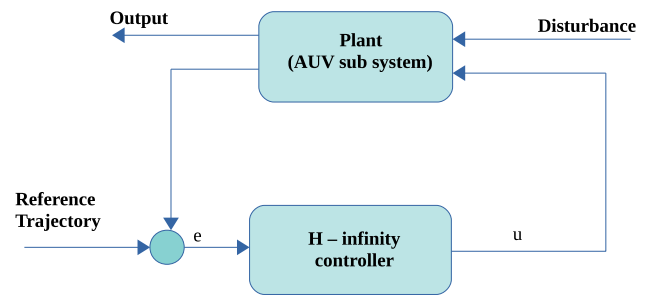 Output
Disturbance
Plant
(AUV sub system)
Reference
Trajectory
e
H – infinity
controller
u